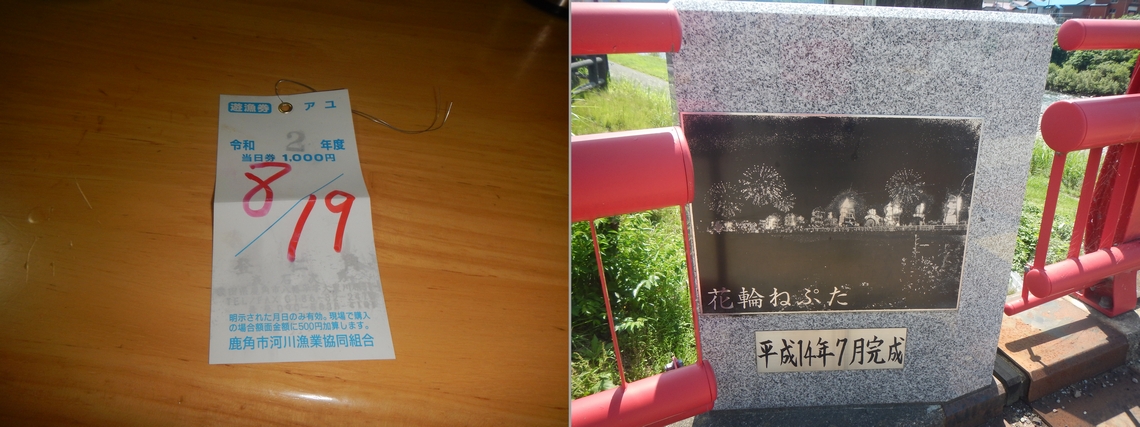 遊漁券 アユ
令和 2 年度
当日券 1,000円
8/19
明示された月日のみ有効。現場で購入
の場合額面金額に500円加算します。
鹿角市河川漁業協同組合
花輪ねぷた
平成14年7月完成